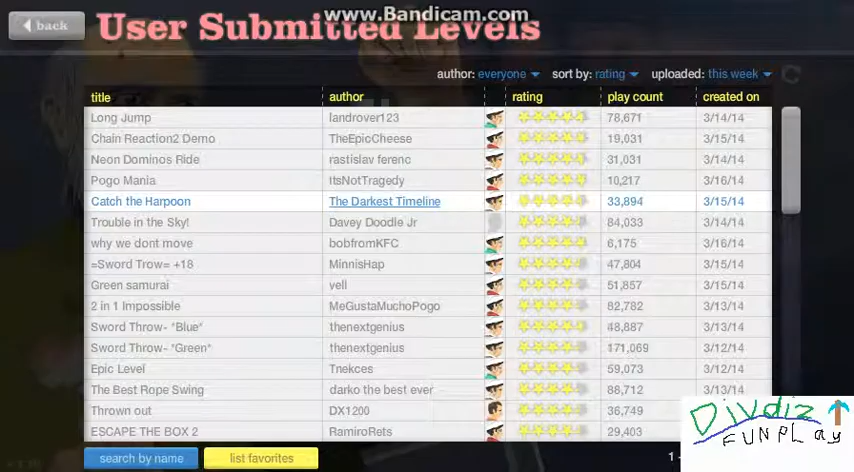 www.Bandicam.com
back
User Submitted Levels
author: everyone sort by: rating uploaded: this week
title author rating play count created on
Long Jump landrover123 78,671 3/14/14
Chain Reaction2 Demo TheEpicCheese 19,031 3/15/14
Neon Dominos Ride rastislav ferenc 31,031 3/14/14
Pogo Mania ItsNotTragedy 10,217 3/16/14
Catch the Harpoon The Darkest Timeline 33,894 3/15/14
Trouble in the Sky! Davey Doodle Jr 84,033 3/14/14
why we dont move bobfromKFC 6,175 3/16/14
=Sword Trow= +18 MinnisHap 47,804 3/15/14
Green samurai vell 51,857 3/15/14
2 in 1 Impossible MeGustaMuchoPogo 82,782 3/13/14
Sword Throw- *Blue* thenextgenius 48,887 3/13/14
Sword Throw- *Green* thenextgenius 171,069 3/12/14
Epic Level Tnekces 59,073 3/12/14
The Best Rope Swing darko the best ever 88,712 3/13/14
Thrown out DX1200 36,749
ESCAPE THE BOX 2 RamiroRets 29,403
search by name list favorites 1 -
Divdiz
FUNPLAY